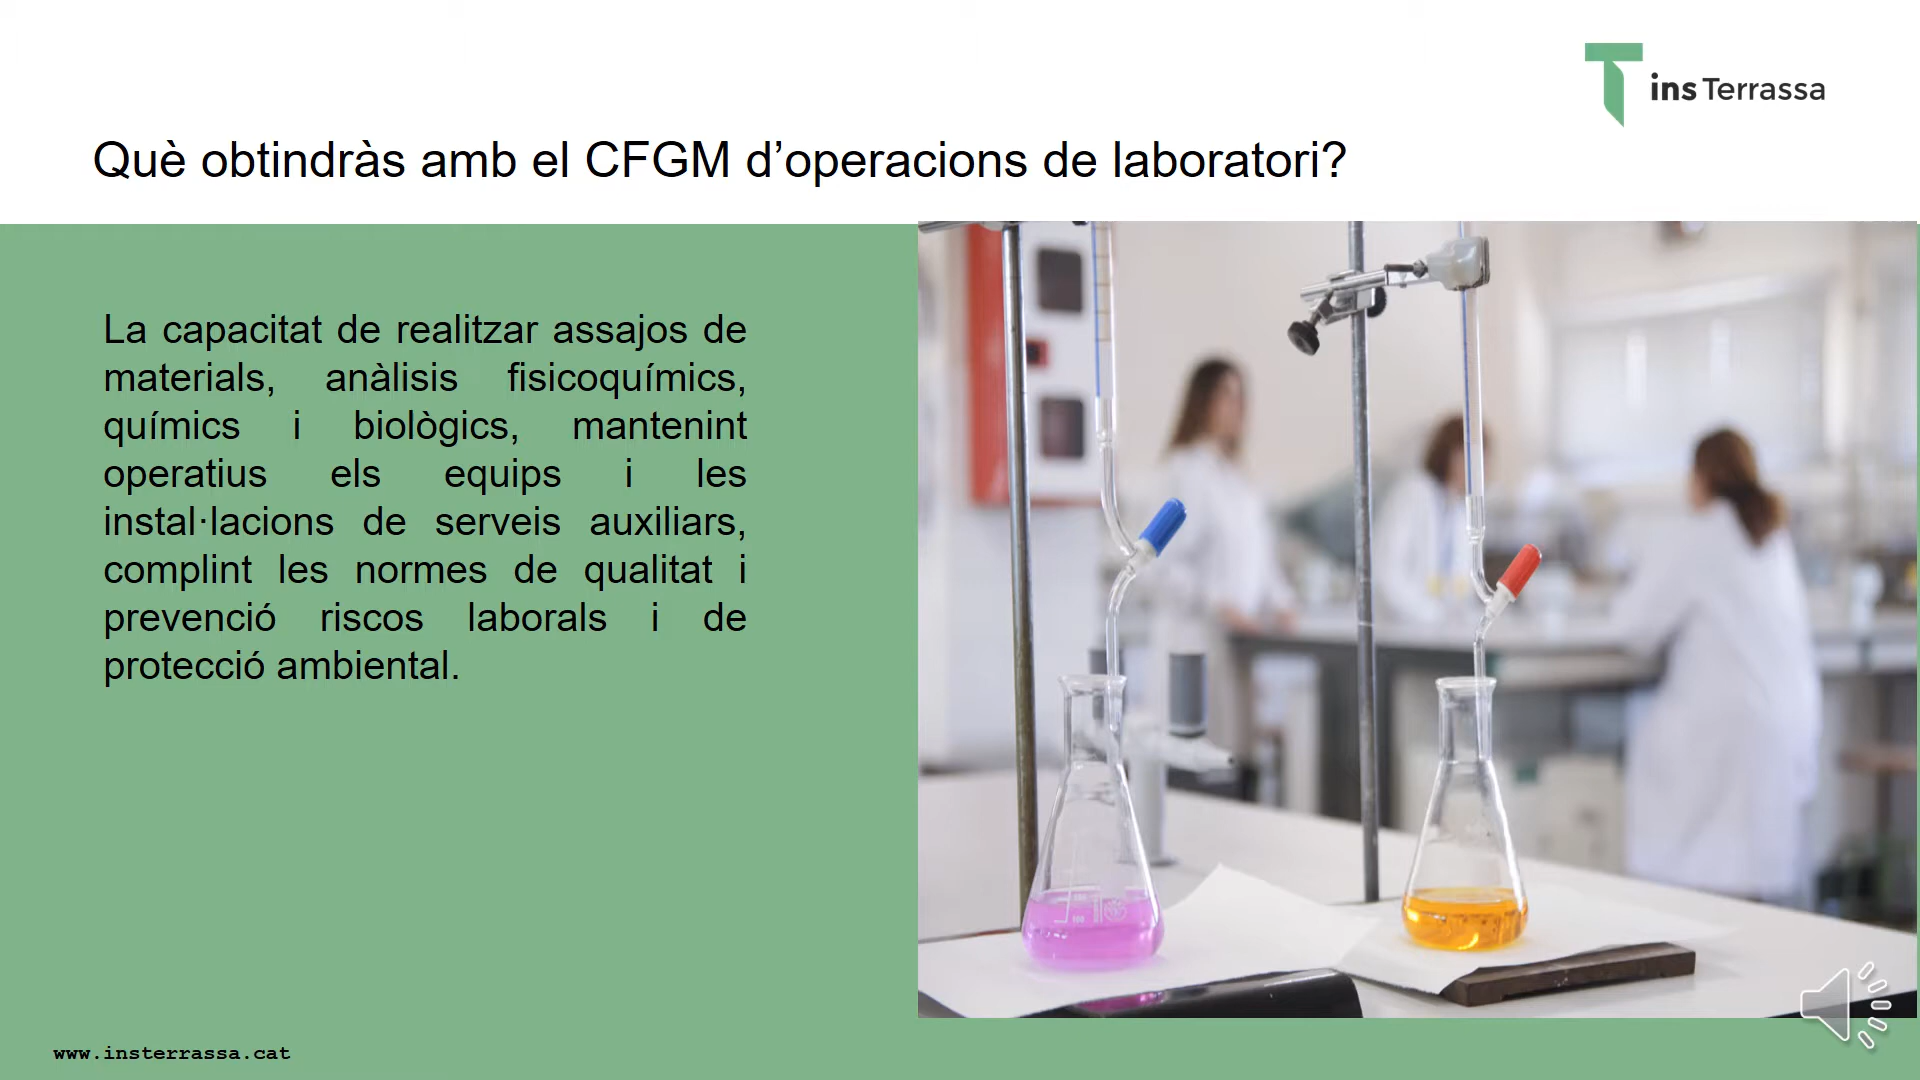 ins Terrassa
Què obtindràs amb el CFGM d’operacions de laboratori?
La capacitat de realitzar assajos de
materials, anàlisis fisicoquímics,
químics i biològics, mantenint
operatius els equips i les
instal·lacions de serveis auxiliars,
complint les normes de qualitat i
prevenció riscos laborals i de
protecció ambiental.
100
www.insterrassa.cat